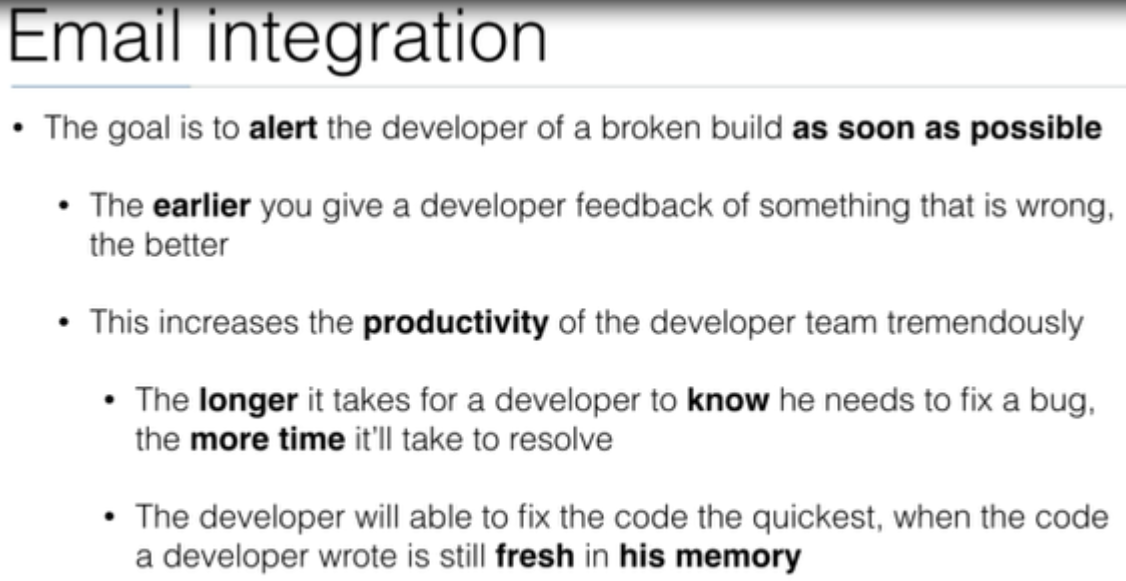 Email integration
• The goal is to alert the developer of a broken build as soon as possible
• The earlier you give a developer feedback of something that is wrong,
the better
• This increases the productivity of the developer team tremendously
• The longer it takes for a developer to know he needs to fix a bug,
the more time it'll take to resolve
• The developer will able to fix the code the quickest, when the code
a developer wrote is still fresh in his memory